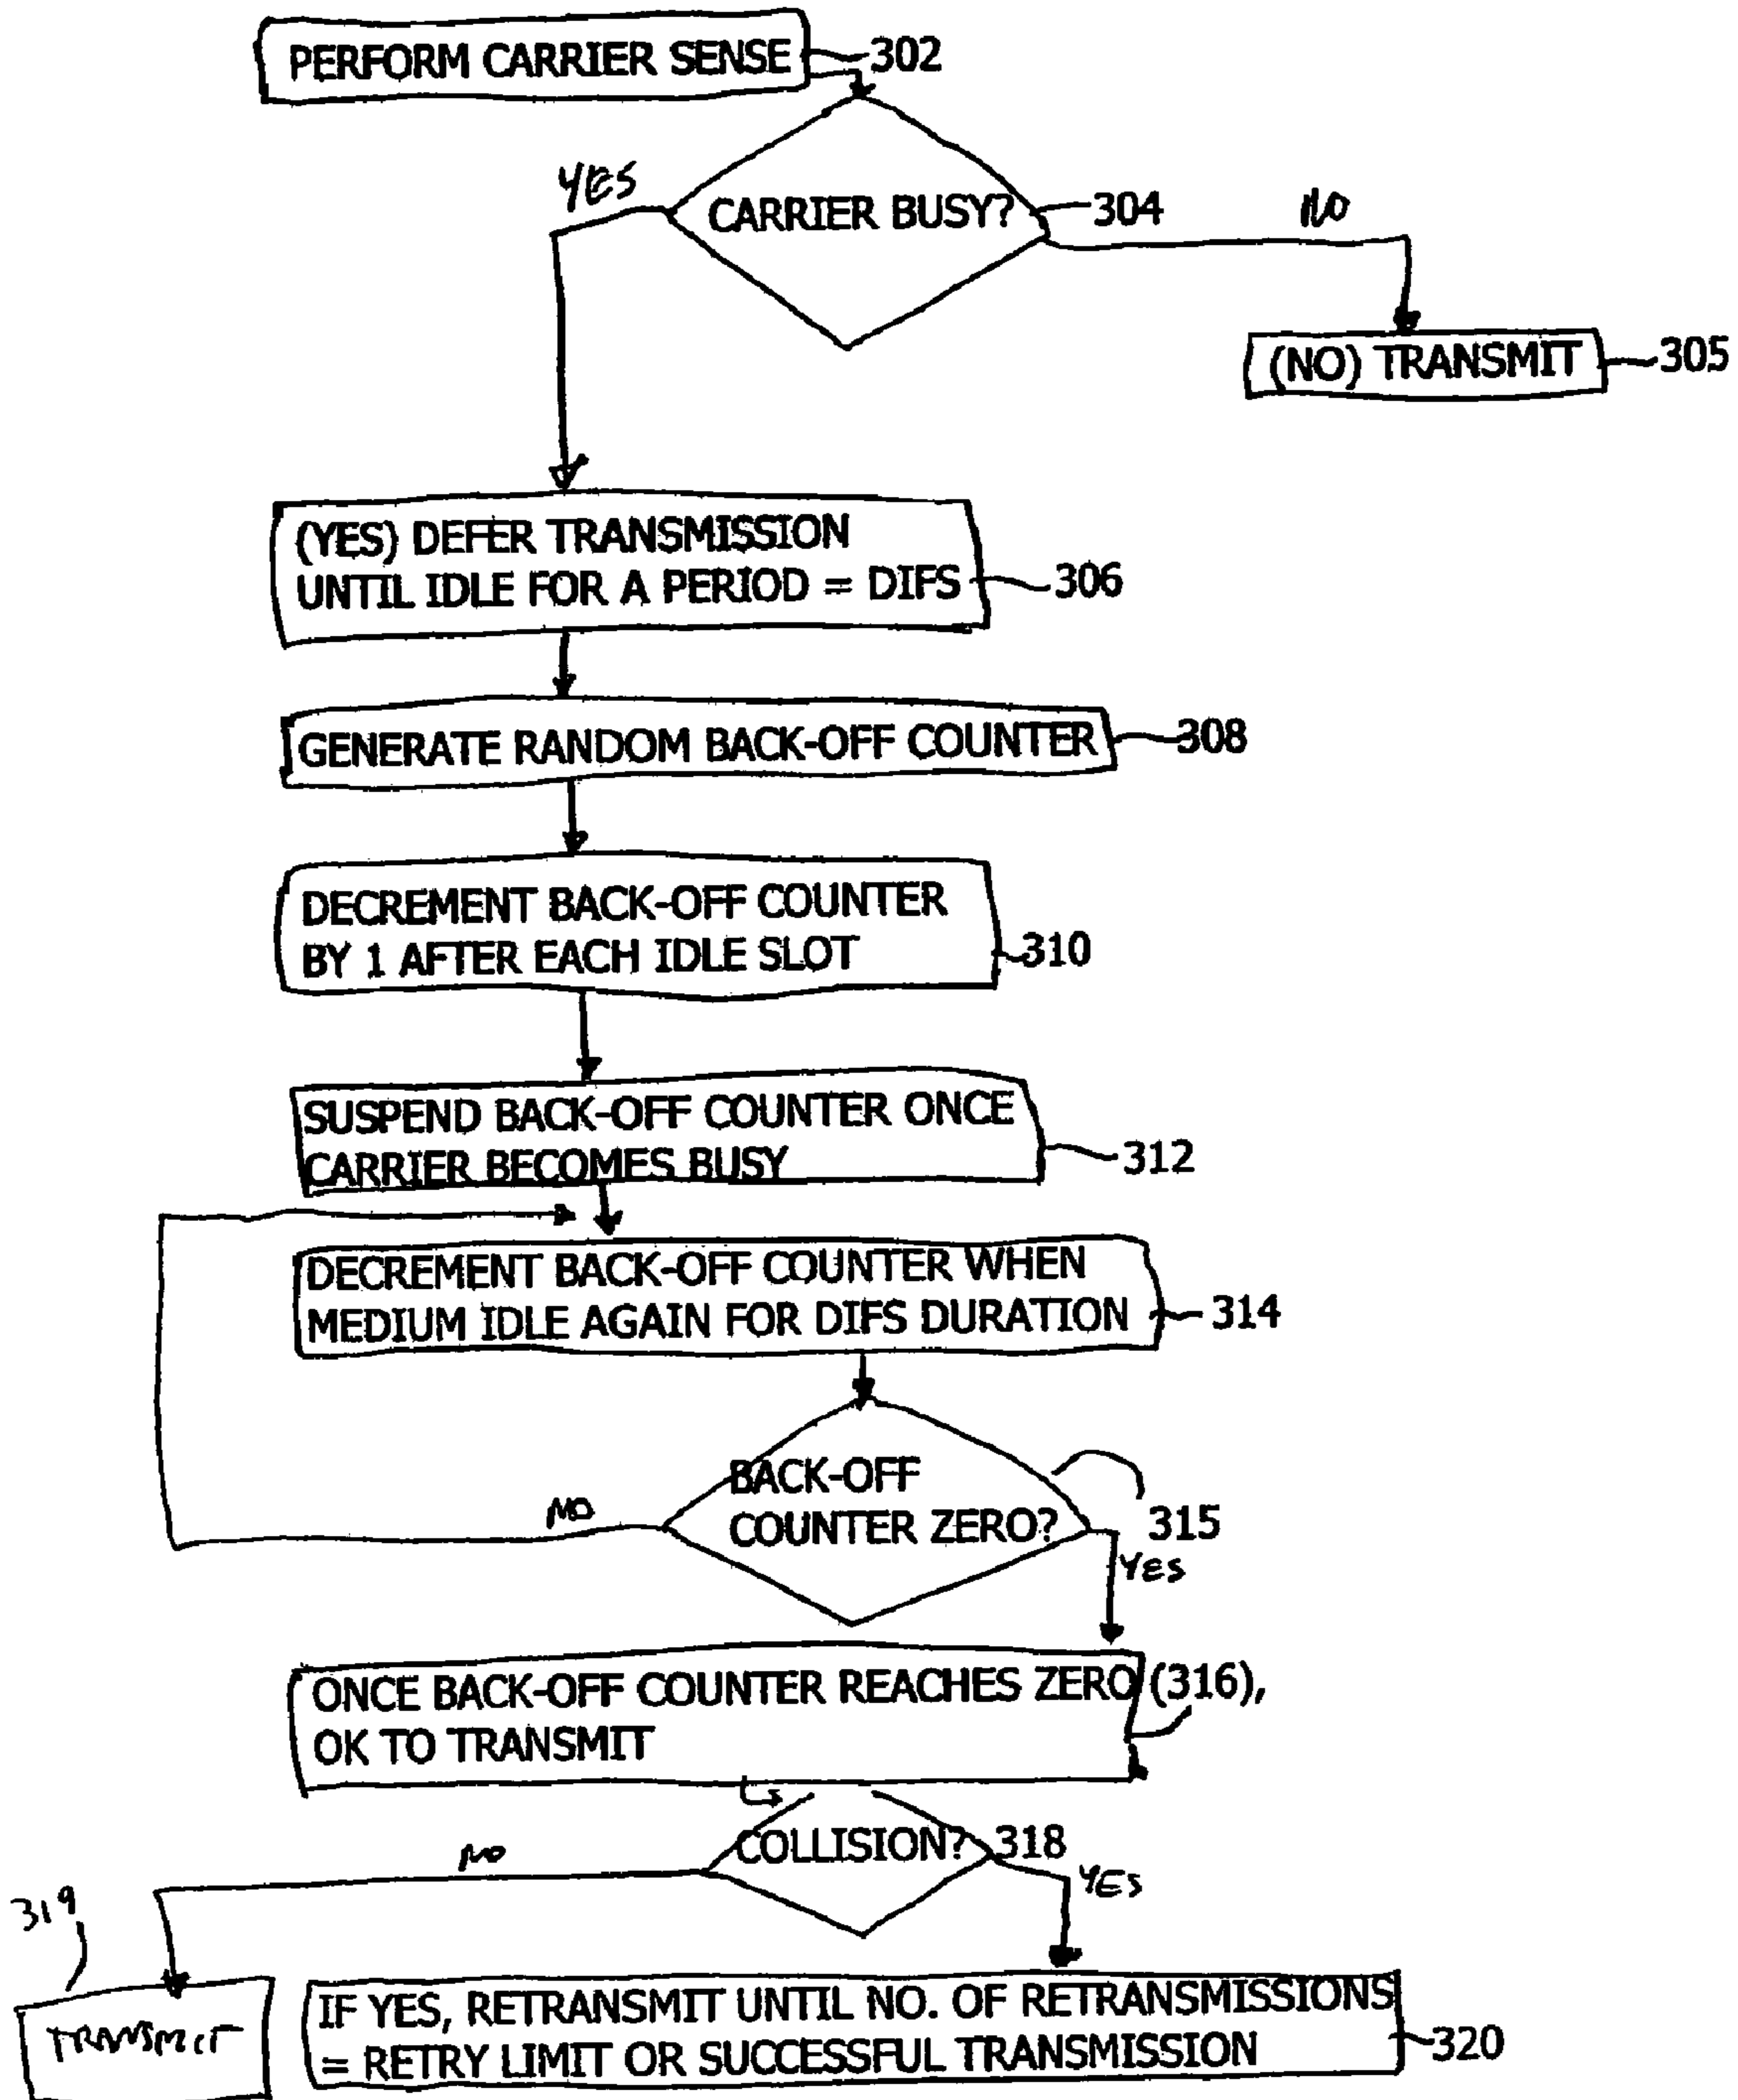 PERFORM CARRIER SENSE 302
YES
CARRIER BUSY? 304
NO
(NO) TRANSMIT 305
(YES) DEFER TRANSMISSION
UNTIL IDLE FOR A PERIOD = DIFS 306
GENERATE RANDOM BACK-OFF COUNTER 308
DECREMENT BACK-OFF COUNTER
BY 1 AFTER EACH IDLE SLOT 310
SUSPEND BACK-OFF COUNTER ONCE
CARRIER BECOMES BUSY 312
DECREMENT BACK-OFF COUNTER WHEN
MEDIUM IDLE AGAIN FOR DIFS DURATION 314
BACK-OFF
COUNTER ZERO? 315
NO
YES
ONCE BACK-OFF COUNTER REACHES ZERO (316),
OK TO TRANSMIT
COLLISION? 318
NO
YES
319
TRANSMIT
IF YES, RETRANSMIT UNTIL NO. OF RETRANSMISSIONS
= RETRY LIMIT OR SUCCESSFUL TRANSMISSION 320